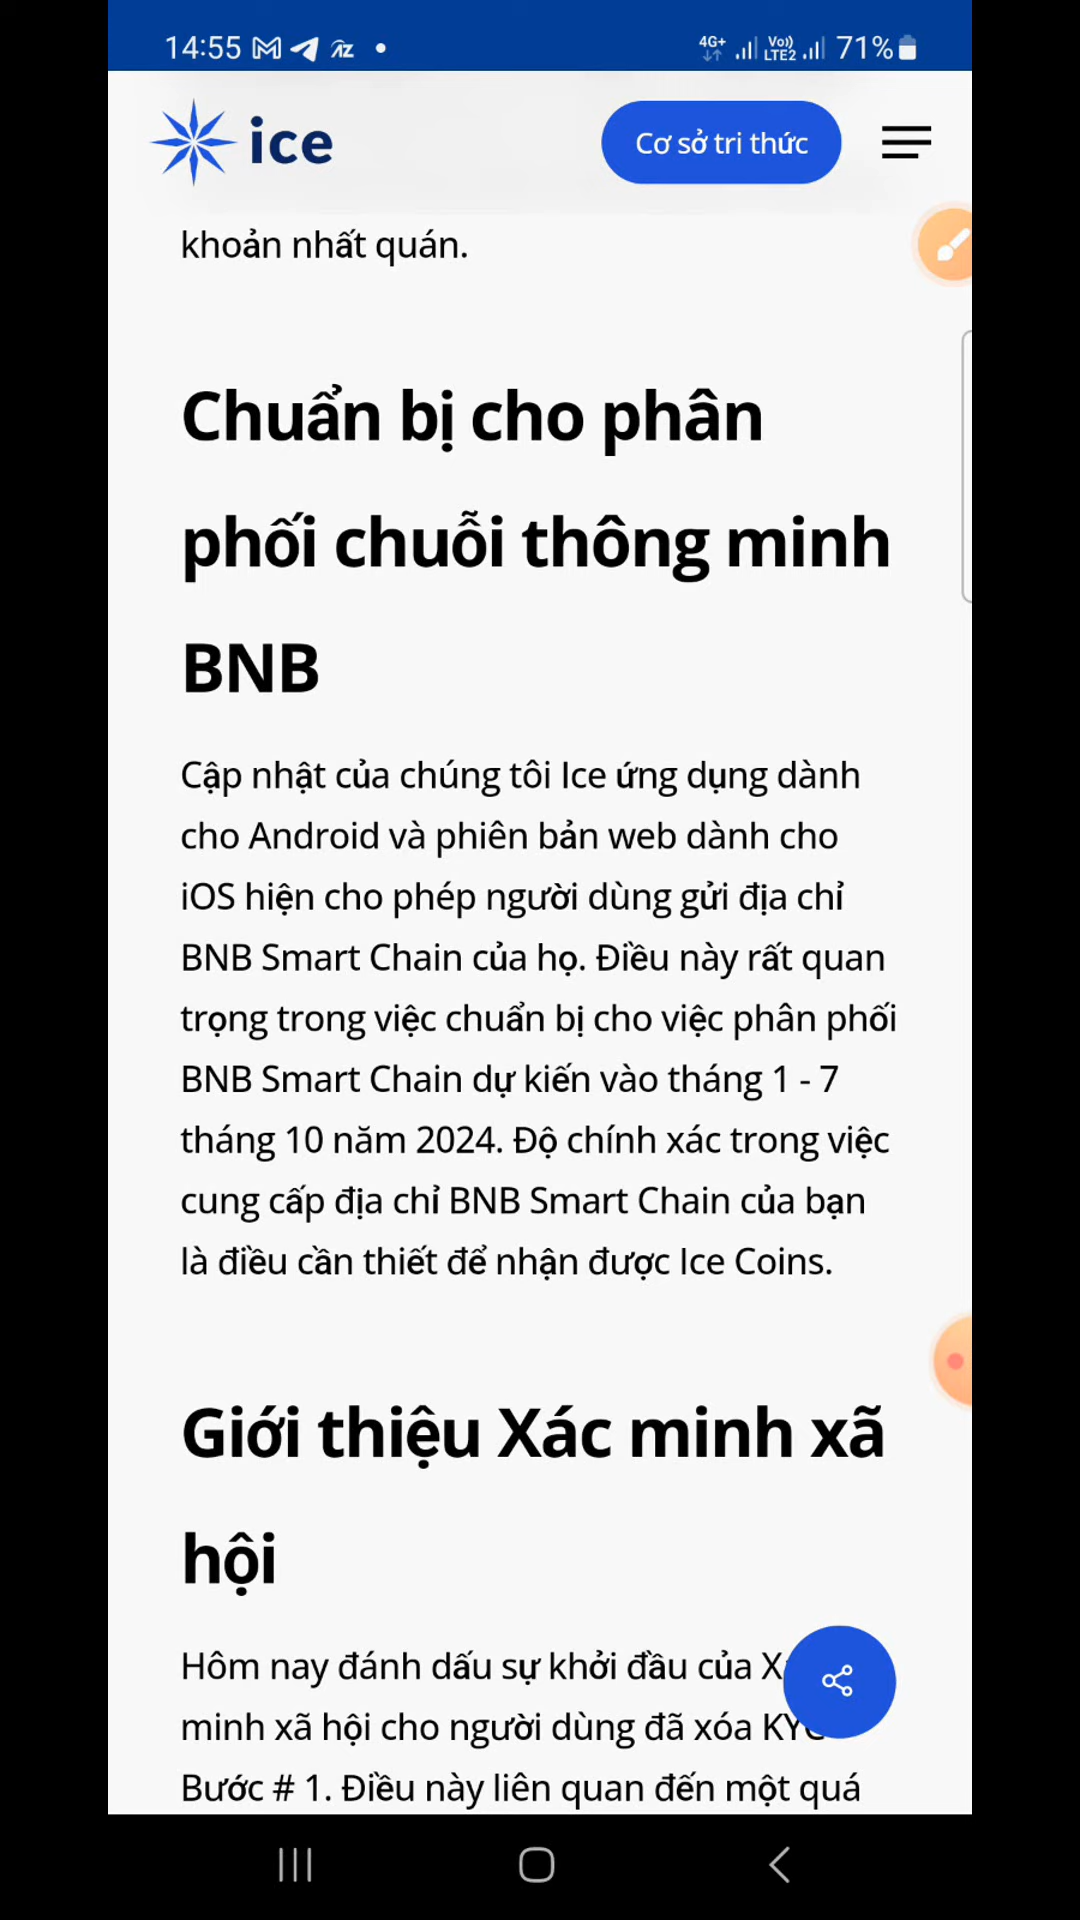 14:55 4G+ Vo)) LTE2 71%
ice Cơ sở tri thức
khoản nhất quán.
Chuẩn bị cho phân
phối chuỗi thông minh
BNB
Cập nhật của chúng tôi Ice ứng dụng dành
cho Android và phiên bản web dành cho
iOS hiện cho phép người dùng gửi địa chỉ
BNB Smart Chain của họ. Điều này rất quan
trọng trong việc chuẩn bị cho việc phân phối
BNB Smart Chain dự kiến vào tháng 1 - 7
tháng 10 năm 2024. Độ chính xác trong việc
cung cấp địa chỉ BNB Smart Chain của bạn
là điều cần thiết để nhận được Ice Coins.
Giới thiệu Xác minh xã
hội
Hôm nay đánh dấu sự khởi đầu của
minh xã hội cho người dùng đã xóa KYC
Bước # 1. Điều này liên quan đến một quá